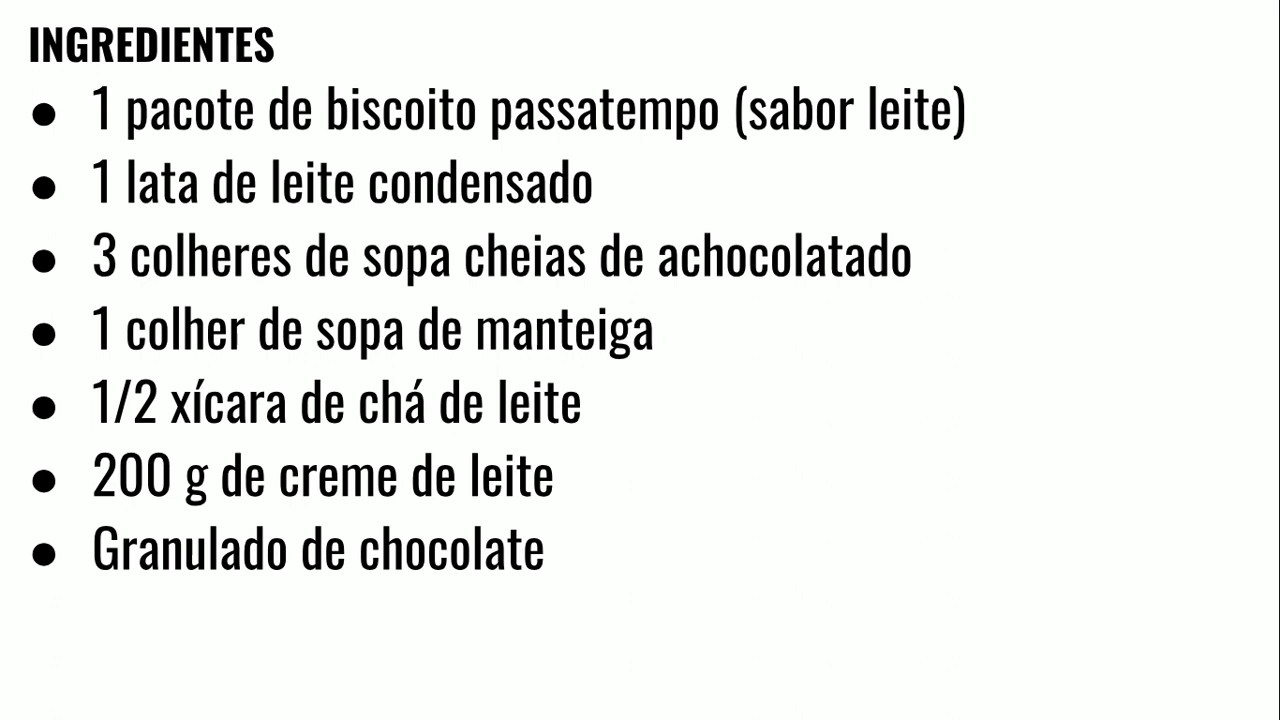 INGREDIENTES
● 1 pacote de biscoito passatempo (sabor leite)
● 1 lata de leite condensado
● 3 colheres de sopa cheias de achocolatado
● 1 colher de sopa de manteiga
● 1/2 xícara de chá de leite
● 200 g de creme de leite
● Granulado de chocolate